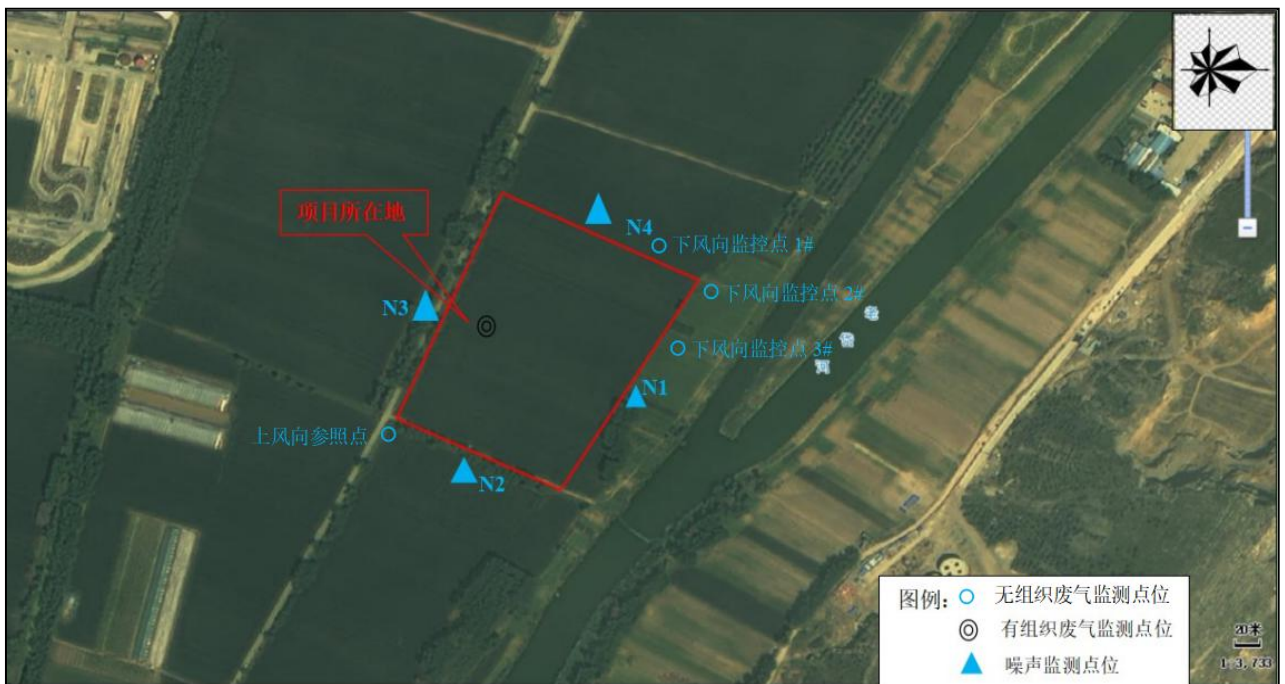 项目所在地
N4
下风向监控点 1#
N3
下风向监控点 2#
下风向监控点 3#
老哈河
N1
上风向参照点
N2
图例:
无组织废气监测点位
有组织废气监测点位
噪声监测点位
20米
1:3,733